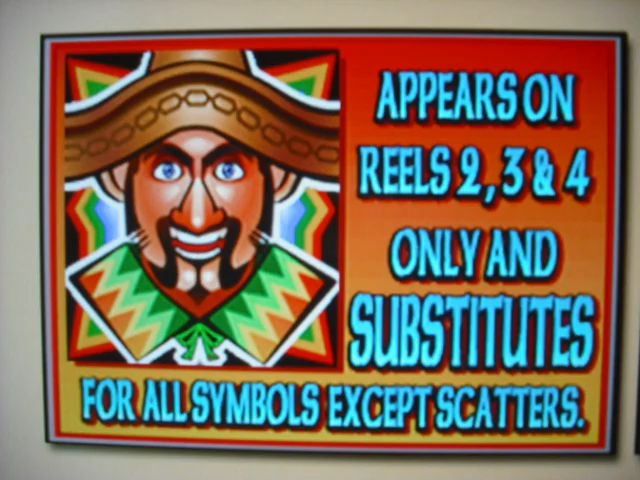 APPEARS ON
REELS 2, 3 & 4
ONLY AND
SUBSTITUTES
FOR ALL SYMBOLS EXCEPT SCATTERS.